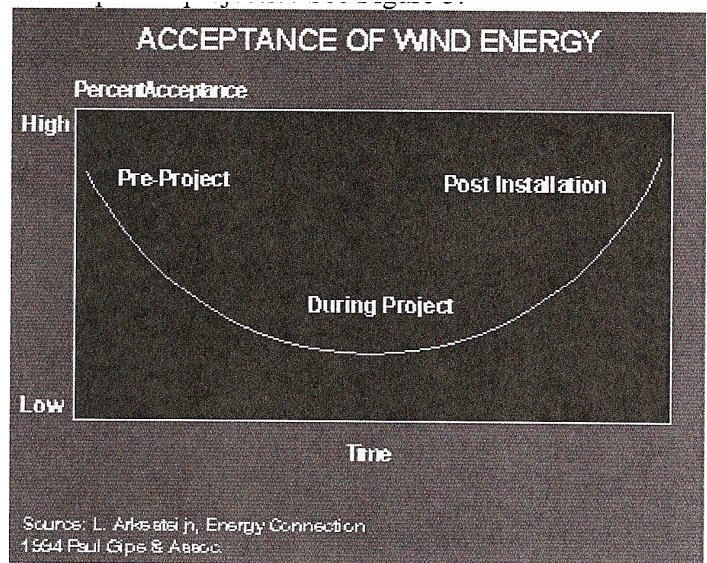 ACCEPTANCE OF WIND ENERGY
PercentAcceptance
High
Pre-Project
Post Installation
During Project
Low
Time
Source: L. Arkesteijn, Energy Connection
1994 Paul Gipe & Assoc.